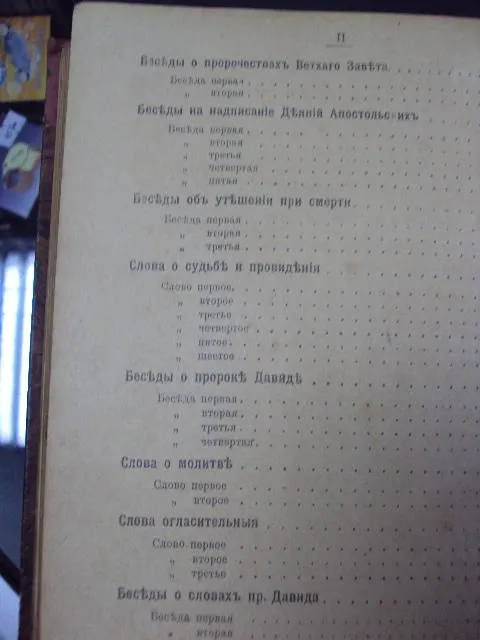 II
Бесѣды о пророчествахъ Ветхаго Завѣта.
Бесѣда первая.
„ вторая.
Бесѣды на надписаніе Дѣяній Апостольскихъ
Бесѣда первая.
„ вторая
„ третья
„ четвертая
„ пятая
Бесѣды объ утѣшеніи при смерти.
Бесѣда первая
„ вторая.
„ третья
Слова о судьбѣ и провидѣнія
Слово первое.
„ второе
„ третье
„ четвертое
„ пятое.
„ шестое
Бесѣды о пророкѣ Давидѣ
Бесѣда первая.
„ вторая.
„ третья
„ четвертая.
Слова о молитвѣ
Слово первое
„ второе
Слова огласительныя
Слово первое
„ второе
„ третье
Бесѣды о словахъ пр. Давида
Бесѣда первая
„ вторая